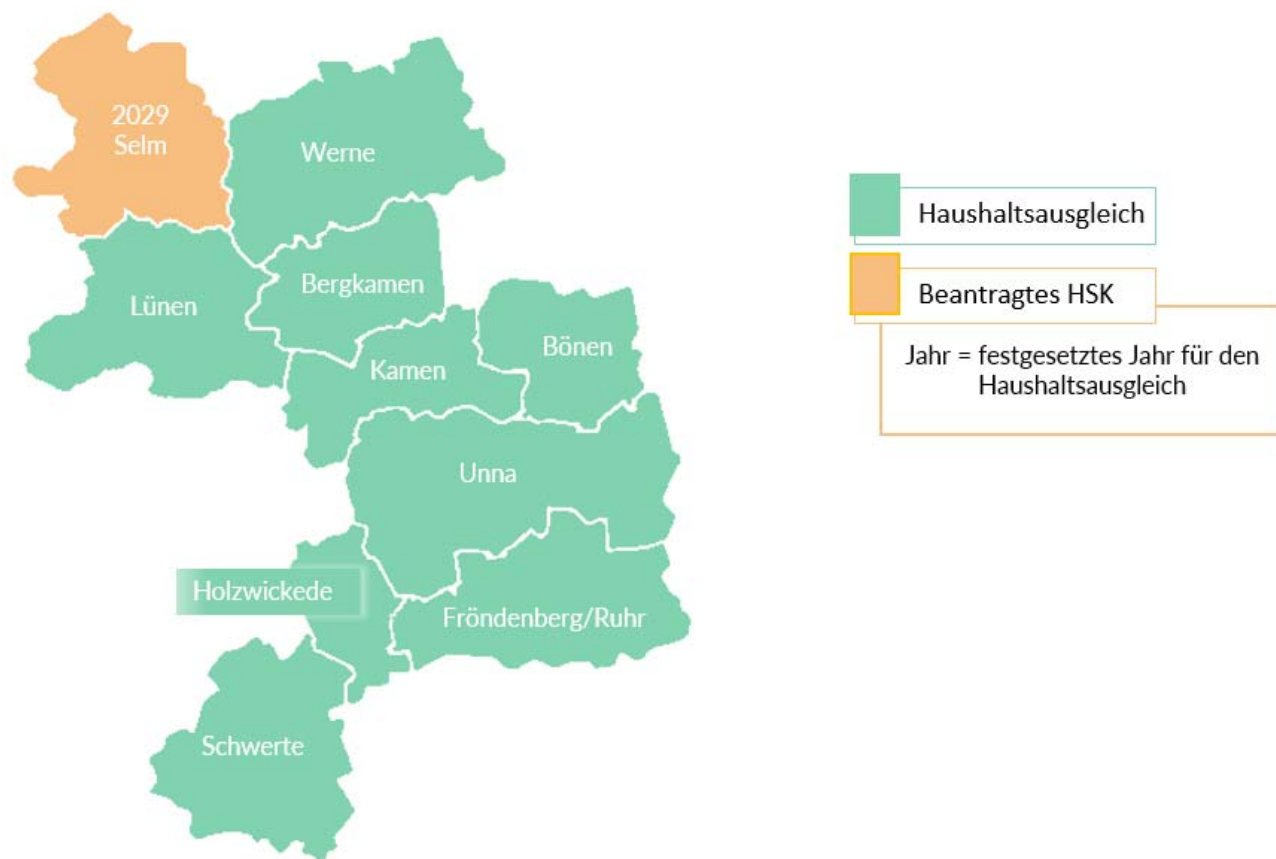 2029
Selm
Werne
Lünen
Bergkamen
Kamen
Bönen
Unna
Holzwickede
Fröndenberg/Ruhr
Schwerte
Haushaltsausgleich
Beantragtes HSK
Jahr = festgesetztes Jahr für den
Haushaltsausgleich